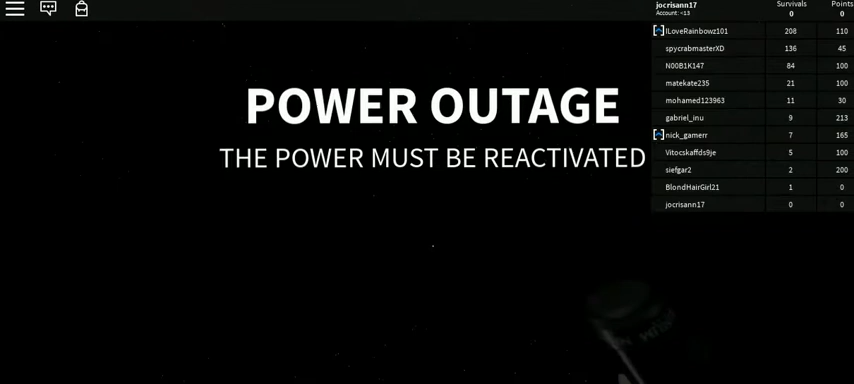 jocrisann17 Survivals Points
Account: <13 0 0
ILoveRainbowz101 208 110
spycrabmasterXD 136 45
N00B1K147 84 100
matekate235 21 100
mohamed123963 11 30
gabriel_inu 9 213
nick_gamerr 7 165
Vitocskaffds9je 5 100
siefgar2 2 200
BlondHairGirl21 1 0
jocrisann17 0 0
POWER OUTAGE
THE POWER MUST BE REACTIVATED